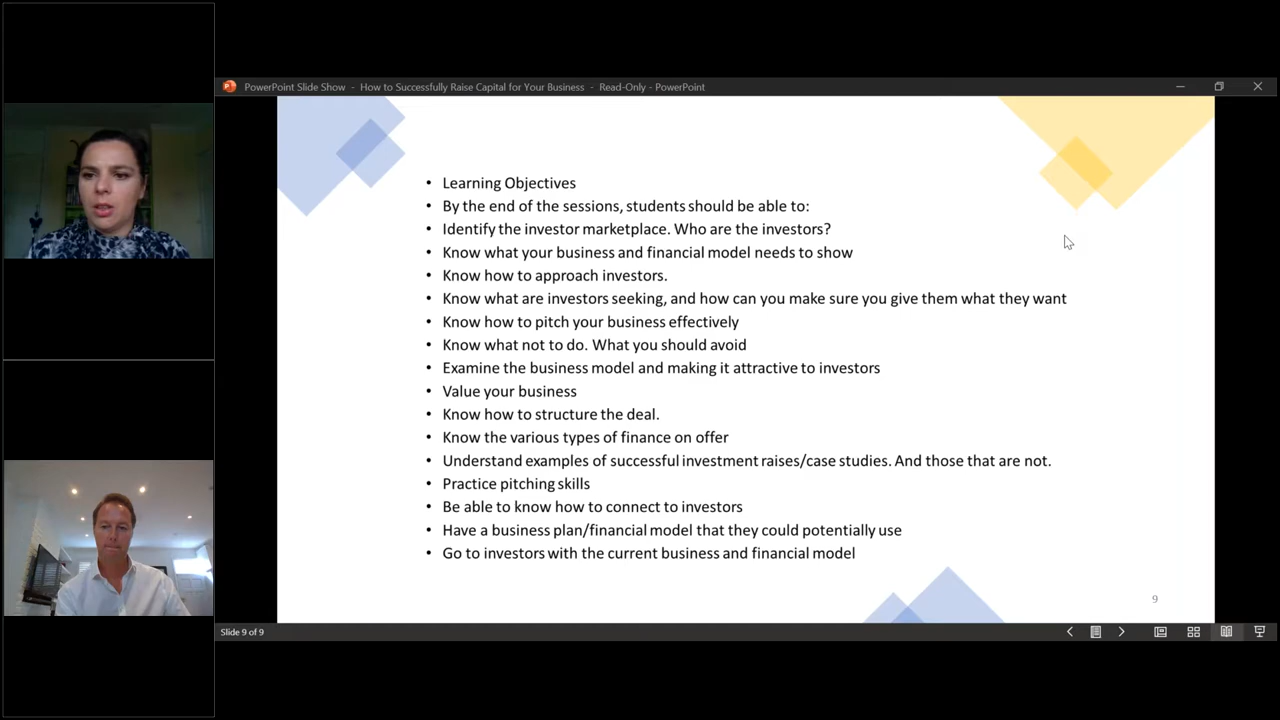 PowerPoint Slide Show - How to Successfully Raise Capital for Your Business - Read-Only - PowerPoint
• Learning Objectives
• By the end of the sessions, students should be able to:
• Identify the investor marketplace. Who are the investors?
• Know what your business and financial model needs to show
• Know how to approach investors.
• Know what are investors seeking, and how can you make sure you give them what they want
• Know how to pitch your business effectively
• Know what not to do. What you should avoid
• Examine the business model and making it attractive to investors
• Value your business
• Know how to structure the deal.
• Know the various types of finance on offer
• Understand examples of successful investment raises/case studies. And those that are not.
• Practice pitching skills
• Be able to know how to connect to investors
• Have a business plan/financial model that they could potentially use
• Go to investors with the current business and financial model
9
Slide 9 of 9